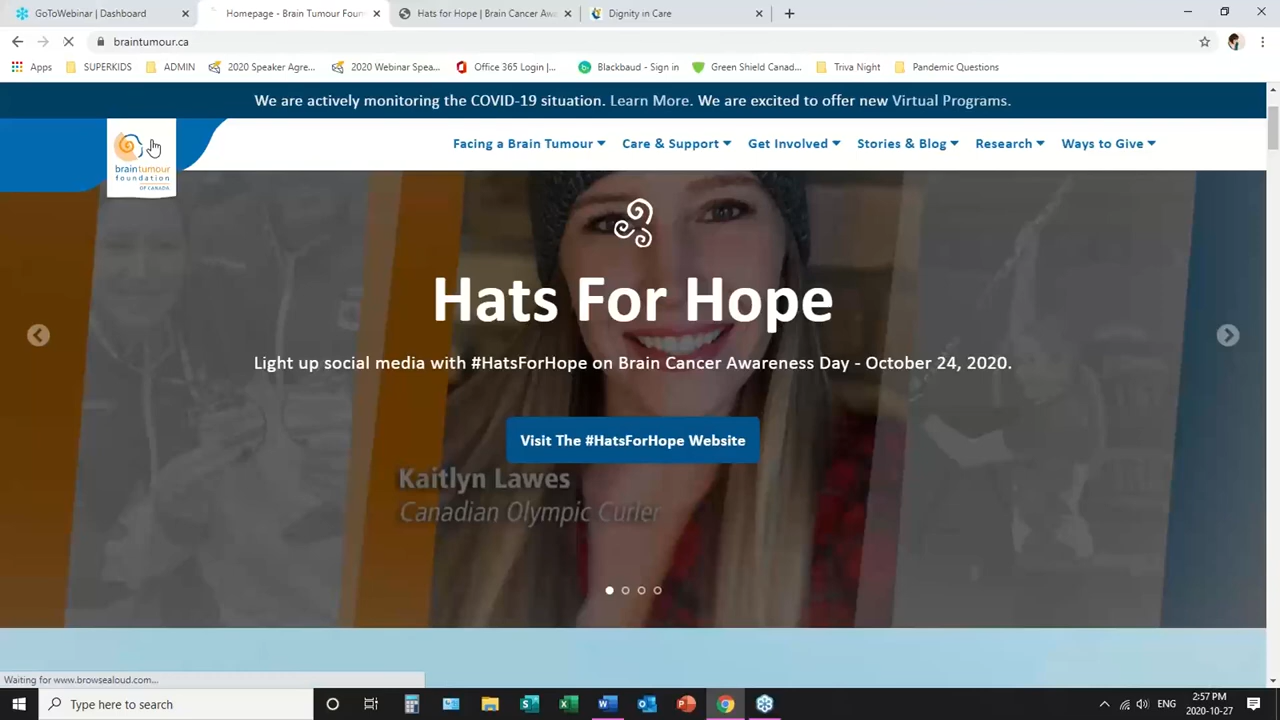 GoToWebinar | Dashboard
Homepage - Brain Tumour Foun
Hats for Hope | Brain Cancer Awa
Dignity in Care
braintumour.ca
Apps
SUPERKIDS
ADMIN
2020 Speaker Agre...
2020 Webinar Spea...
Office 365 Login |...
Blackbaud - Sign in
Green Shield Canad...
Triva Night
Pandemic Questions
We are actively monitoring the COVID-19 situation. Learn More. We are excited to offer new Virtual Programs.
braintumour
foundation
OF CANADA
Facing a Brain Tumour
Care & Support
Get Involved
Stories & Blog
Research
Ways to Give
Hats For Hope
Light up social media with #HatsForHope on Brain Cancer Awareness Day - October 24, 2020.
Visit The #HatsForHope Website
Kaitlyn Lawes
Canadian Olympic Curler
Waiting for www.browsealoud.com...
Type here to search
ENG
2:57 PM
2020-10-27